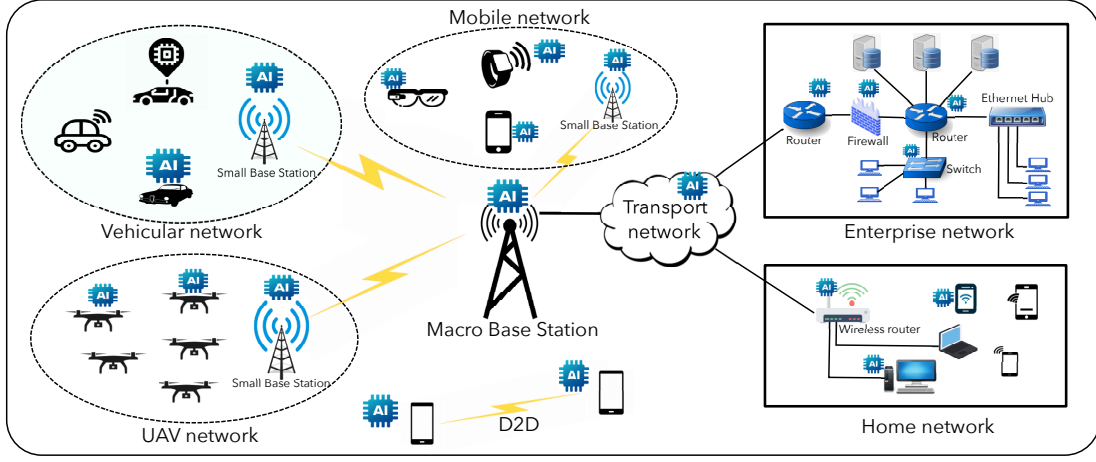 Mobile network
AI
AI
AI
AI
AI
Small Base Station
AI
AI
Small Base Station
Vehicular network
AI
AI
AI
AI
Ethernet Hub
Router
Firewall
Router
AI
Switch
Enterprise network
AI
Macro Base Station
AI
Transport
network
AI
AI
AI
Small Base Station
UAV network
AI
AI
D2D
AI
Wireless router
AI
AI
Home network